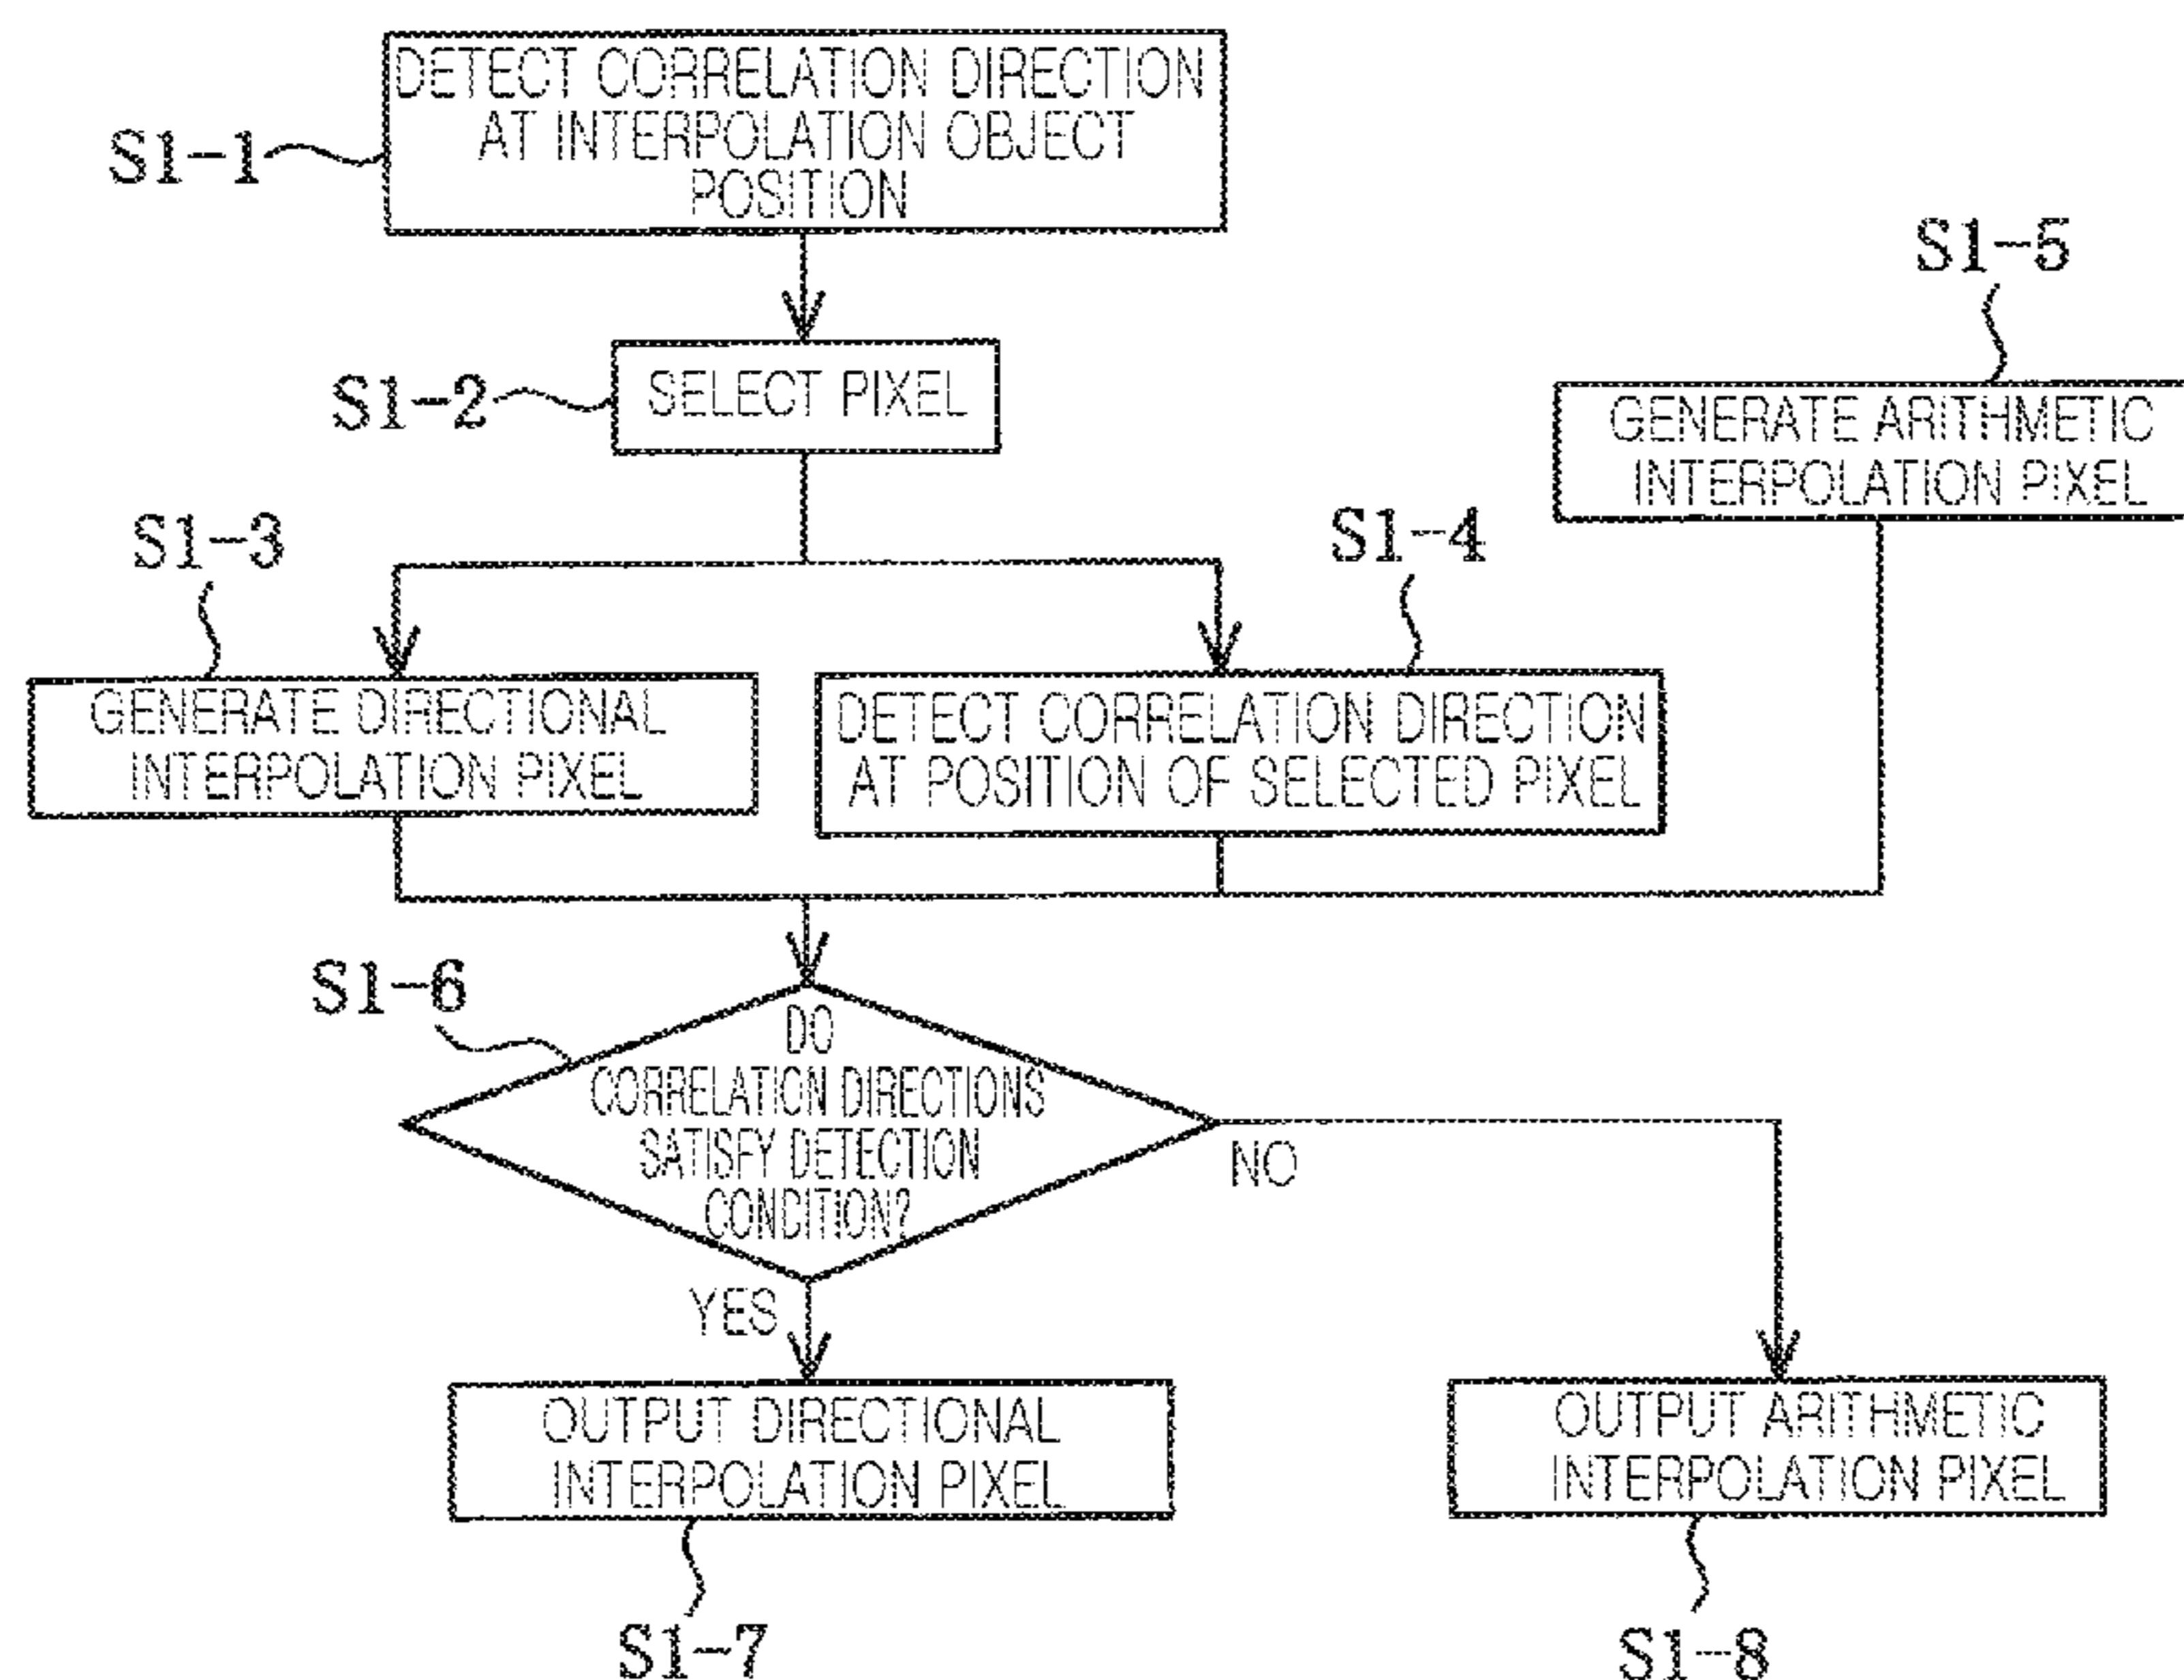 DETECT CORRELATION DIRECTION
AT INTERPOLATION OBJECT
POSITION
S1-1
S1-5
S1-2
SELECT PIXEL
GENERATE ARITHMETIC
INTERPOLATION PIXEL
S1-3
S1-4
GENERATE DIRECTIONAL
INTERPOLATION PIXEL
DETECT CORRELATION DIRECTION
AT POSITION OF SELECTED PIXEL
S1-6
DO
CORRELATION DIRECTIONS
SATISFY DETECTION
CONDITION?
NO
YES
OUTPUT DIRECTIONAL
INTERPOLATION PIXEL
OUTPUT ARITHMETIC
INTERPOLATION PIXEL
S1-7
S1-8